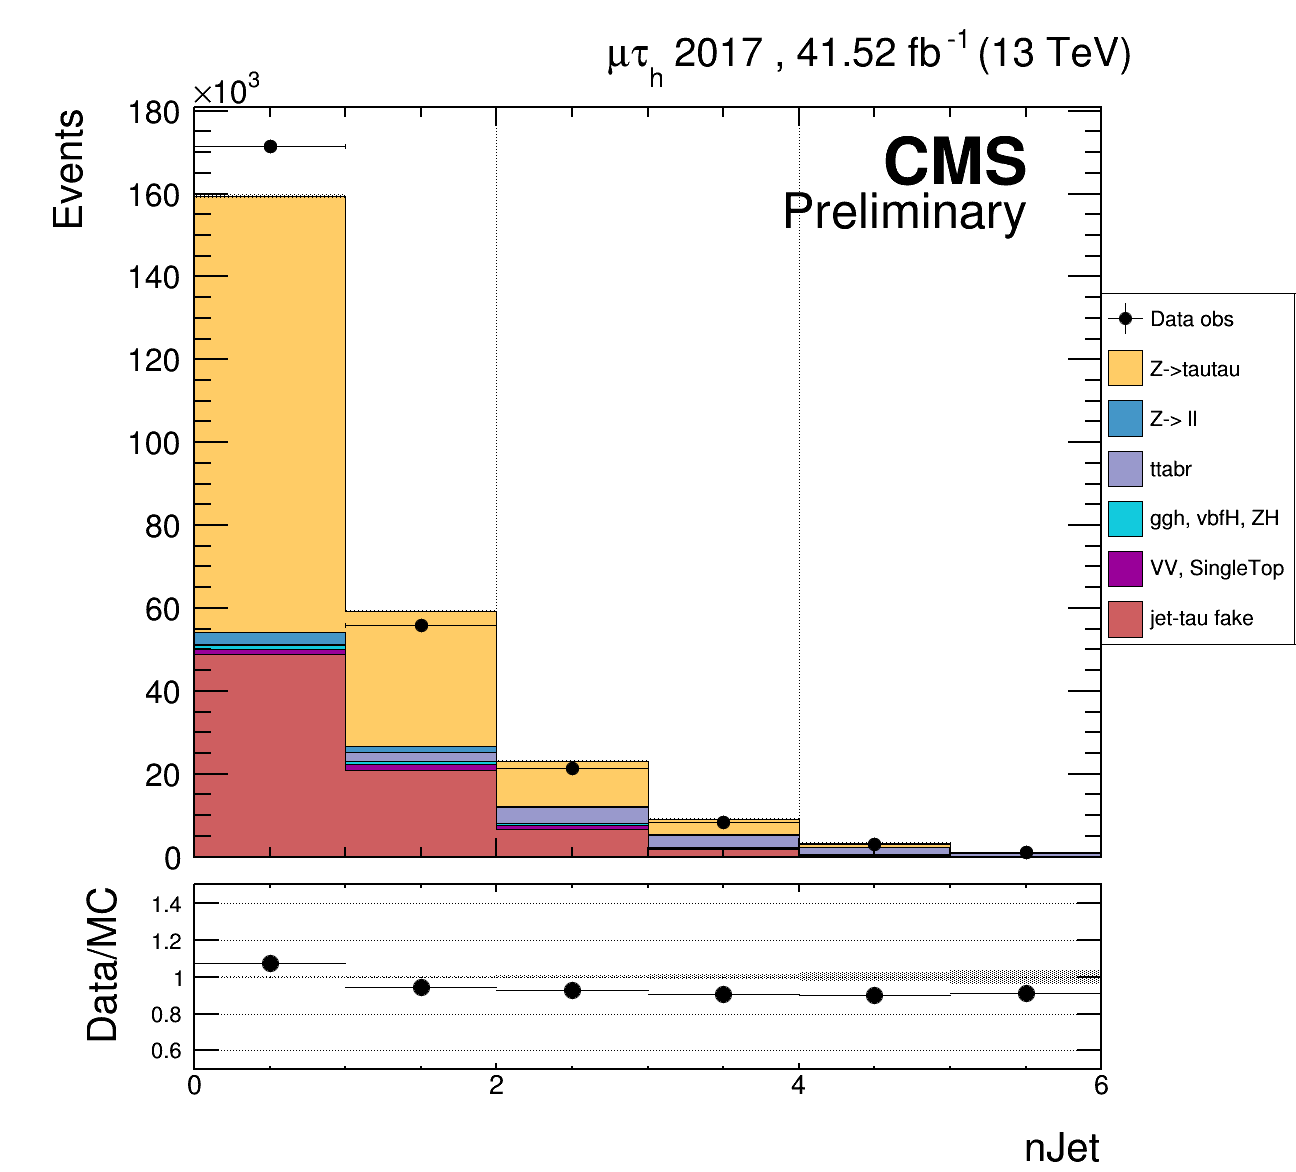 μτh 2017 , 41.52 fb-1 (13 TeV)
×103
Events
180
160
140
120
100
80
60
40
20
0
CMS
Preliminary
Data obs
Z->tautau
Z-> ll
ttabr
ggh, vbfH, ZH
VV, SingleTop
jet-tau fake
Data/MC
1.4
1.2
1
0.8
0.6
0 2 4 6
nJet